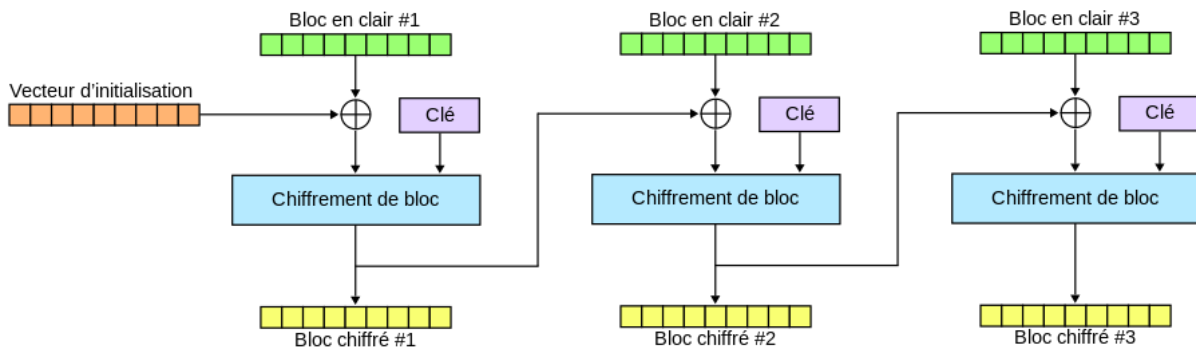 Bloc en clair #1
Bloc en clair #2
Bloc en clair #3
Vecteur d'initialisation
Clé
Clé
Clé
Chiffrement de bloc
Chiffrement de bloc
Chiffrement de bloc
Bloc chiffré #1
Bloc chiffré #2
Bloc chiffré #3